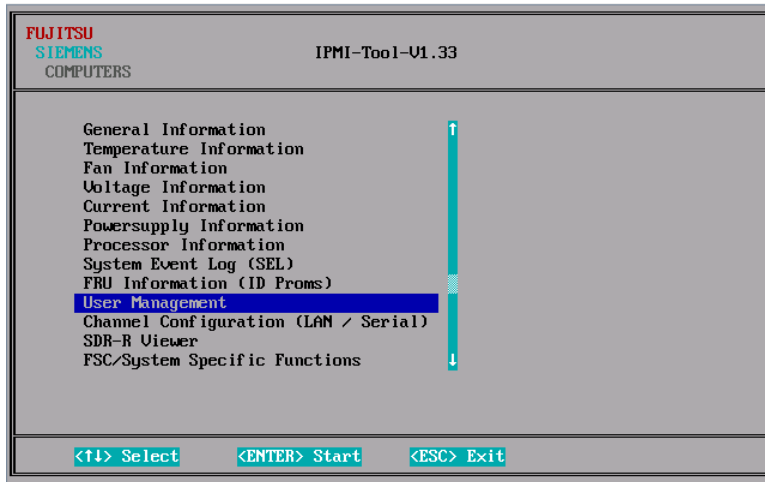 FUJITSU
SIEMENS
COMPUTERS
IPMI-Tool-V1.33
General Information
Temperature Information
Fan Information
Voltage Information
Current Information
Powersupply Information
Processor Information
System Event Log (SEL)
FRU Information (ID Proms)
User Management
Channel Configuration (LAN / Serial)
SDR-R Viewer
FSC/System Specific Functions
<↑↓> Select <ENTER> Start <ESC> Exit